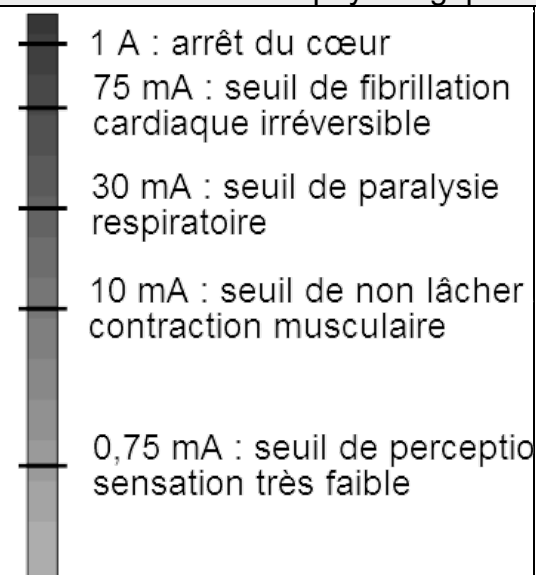 1 A : arrêt du cœur
75 mA : seuil de fibrillation
cardiaque irréversible
30 mA : seuil de paralysie
respiratoire
10 mA : seuil de non lâcher
contraction musculaire
0,75 mA : seuil de perceptio
sensation très faible